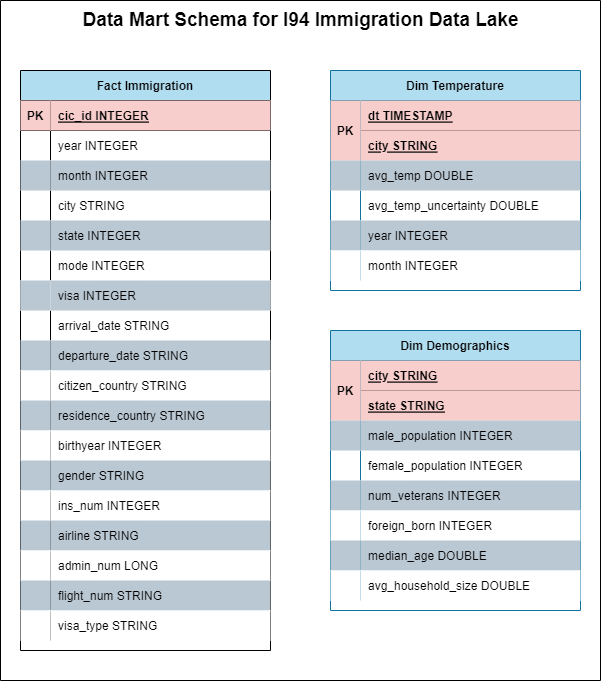 Data Mart Schema for I94 Immigration Data Lake
Fact Immigration
PK cic_id INTEGER
year INTEGER
month INTEGER
city STRING
state INTEGER
mode INTEGER
visa INTEGER
arrival_date STRING
departure_date STRING
citizen_country STRING
residence_country STRING
birthyear INTEGER
gender STRING
ins_num INTEGER
airline STRING
admin_num LONG
flight_num STRING
visa_type STRING
Dim Temperature
PK
dt TIMESTAMP
city STRING
avg_temp DOUBLE
avg_temp_uncertainty DOUBLE
year INTEGER
month INTEGER
Dim Demographics
PK
city STRING
state STRING
male_population INTEGER
female_population INTEGER
num_veterans INTEGER
foreign_born INTEGER
median_age DOUBLE
avg_household_size DOUBLE